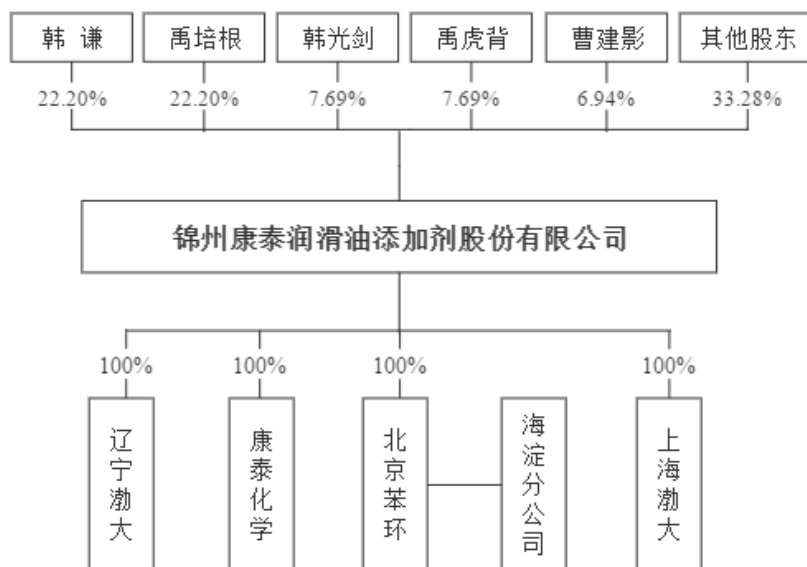 韩 谦
禹培根
韩光剑
禹虎背
曹建影
其他股东
22.20%
22.20%
7.69%
7.69%
6.94%
33.28%
锦州康泰润滑油添加剂股份有限公司
100%
100%
100%
100%
辽宁渤大
康泰化学
北京苯环
海淀分公司
上海渤大